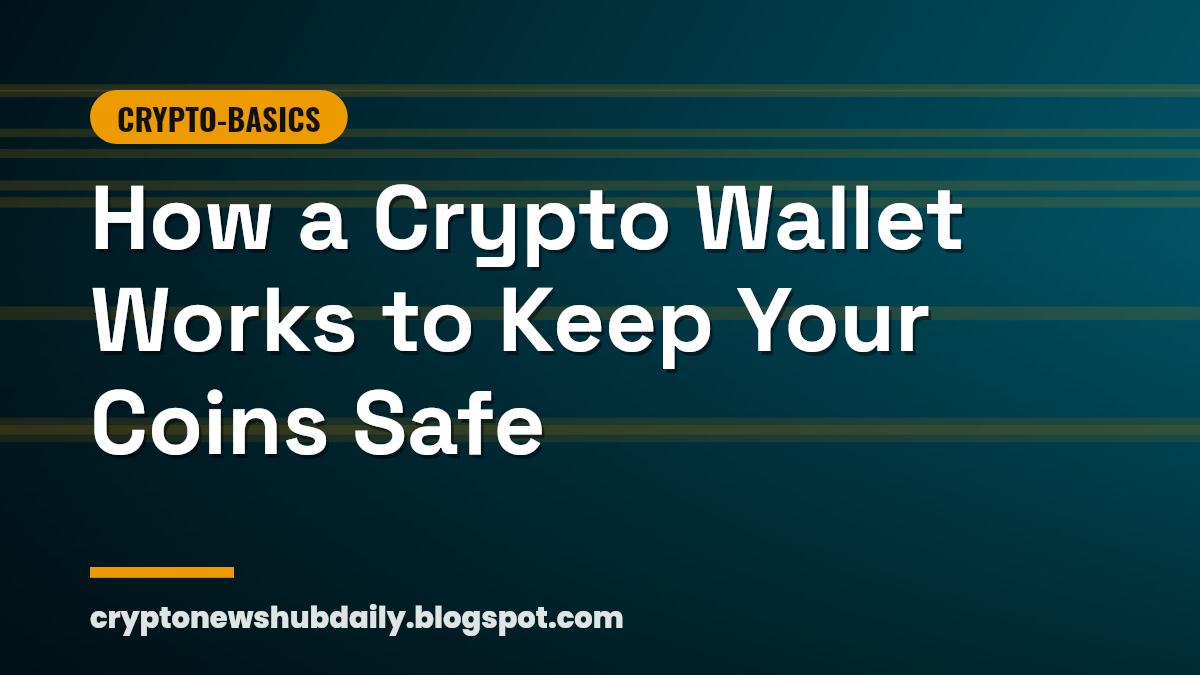 CRYPTO-BASICS
How a Crypto Wallet
Works to Keep Your
Coins Safe
cryptonewshubdaily.blogspot.com